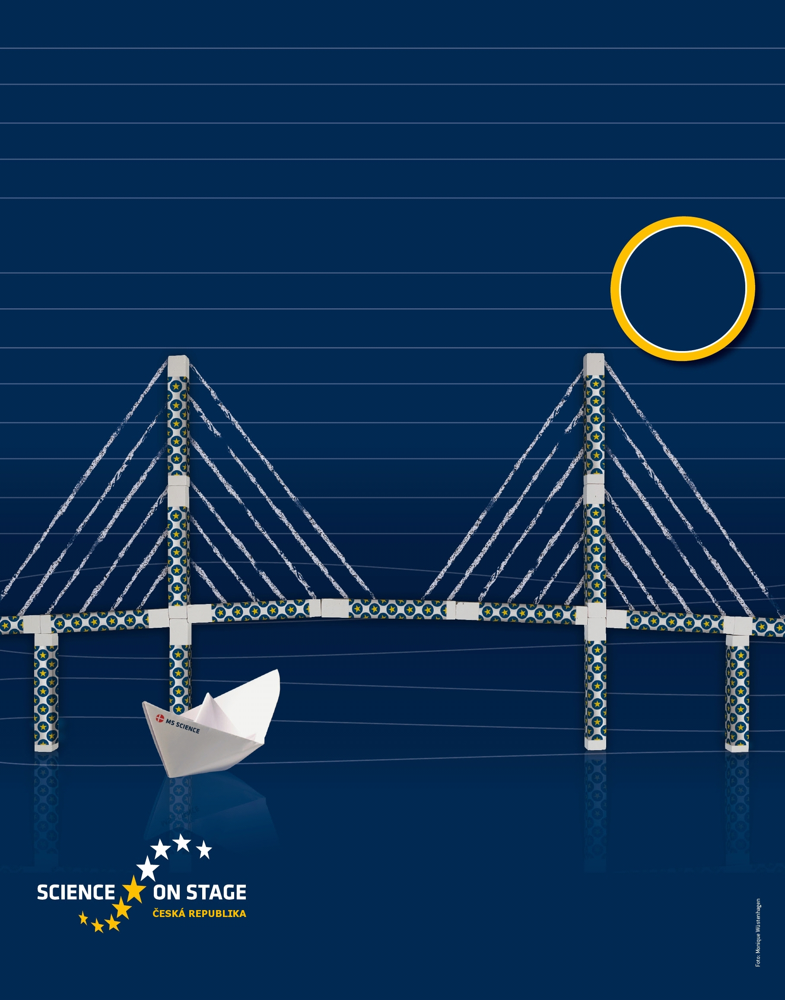 MS SCIENCE
SCIENCE ON STAGE
ČESKÁ REPUBLIKA
Foto: Monique Wüstenhagen